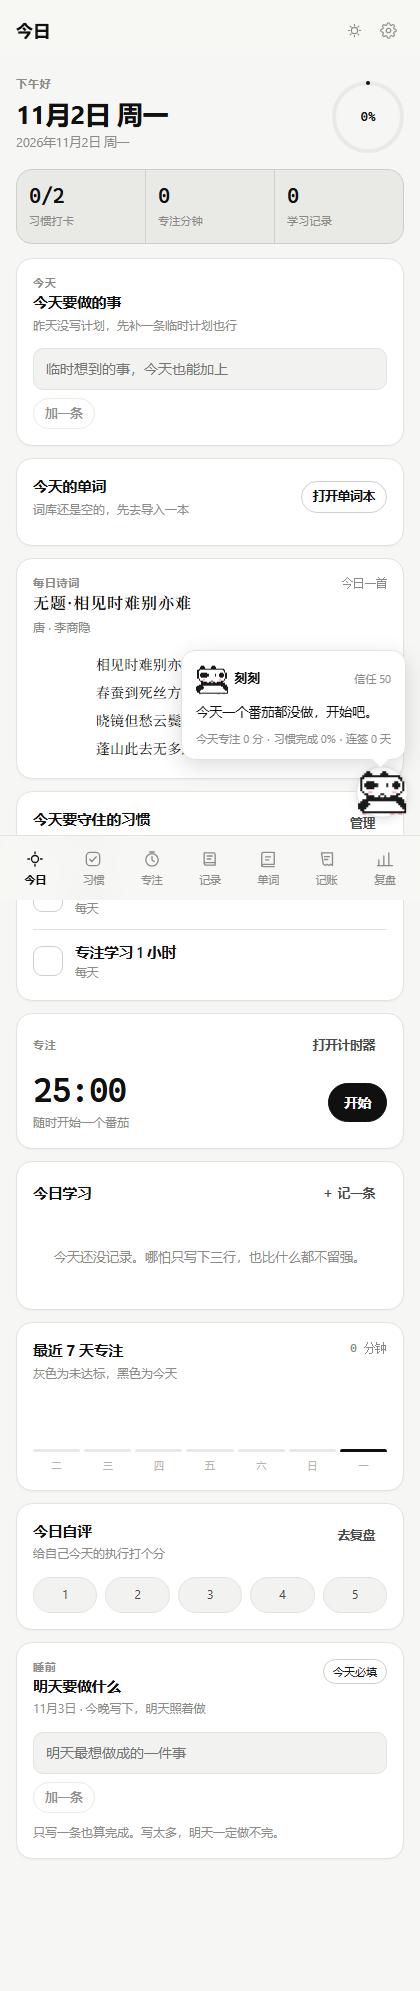 今日
下午好
11月2日 周一
2026年11月2日 周一
0%
0/2
习惯打卡
0
专注分钟
0
学习记录
今天
今天要做的事
昨天没写计划，先补一条临时计划也行
临时想到的事，今天也能加上
加一条
今天的单词
词库还是空的，先去导入一本
打开单词本
每日诗词
今日一首
无题·相见时难别亦难
唐 · 李商隐
相见时难别亦
春蚕到死丝方
晓镜但愁云鬓
蓬山此去无多
刻刻
信任 50
今天一个番茄都没做，开始吧。
今天专注 0 分 · 习惯完成 0% · 连签 0 天
今天要守住的习惯
管理
今日
习惯
专注
记录
单词
记账
复盘
每天
专注学习 1 小时
每天
专注
打开计时器
25:00
随时开始一个番茄
开始
今日学习
+ 记一条
今天还没记录。哪怕只写下三行，也比什么都不留强。
最近 7 天专注
0 分钟
灰色为未达标，黑色为今天
二 三 四 五 六 日 一
今日自评
给自己今天的执行打个分
去复盘
1 2 3 4 5
睡前
明天要做什么
今天必填
11月3日 · 今晚写下，明天照着做
明天最想做成的一件事
加一条
只写一条也算完成。写太多，明天一定做不完。